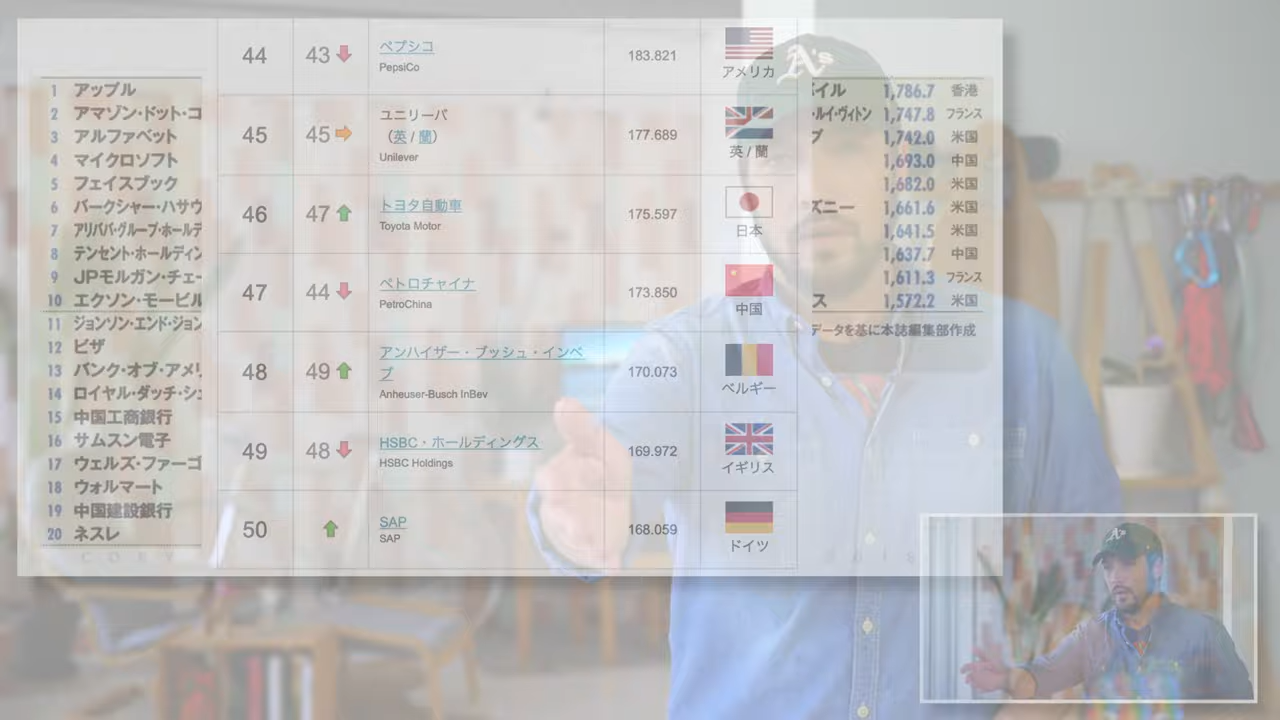 1 アップル
2 アマゾン・ドット・コ
3 アルファベット
4 マイクロソフト
5 フェイスブック
6 バークシャー・ハサウ
7 アリババ・グループ・ホールデ
8 テンセント・ホールディン
9 JPモルガン・チェー
10 エクソン・モービル
11 ジョンソン・エンド・ジョン
12 ビザ
13 バンク・オブ・アメリ
14 ロイヤル・ダッチ・シェ
15 中国工商銀行
16 サムスン電子
17 ウェルズ・ファーゴ
18 ウォルマート
19 中国建設銀行
20 ネスレ
44 43 ペプシコ 183.821
PepsiCo アメリカ
45 45 ユニリーバ 177.689
（英 / 蘭）
Unilever 英 / 蘭
46 47 トヨタ自動車 175.597
Toyota Motor 日本
47 44 ペトロチャイナ 173.850
PetroChina 中国
48 49 アンハイザー・ブッシュ・インベ 170.073
ブ
Anheuser-Busch InBev ベルギー
49 48 HSBC・ホールディングス 169.972
HSBC Holdings イギリス
50 SAP 168.059
SAP ドイツ
イル 1,786.7 香港
・ルイ・ヴィトン 1,747.8 フランス
プ 1,742.0 米国
1,693.0 中国
1,682.0 米国
ズニー 1,661.6 米国
1,641.5 米国
1,637.7 中国
1,611.3 フランス
ス 1,572.2 米国
データを基に本誌編集部作成
A's
A's